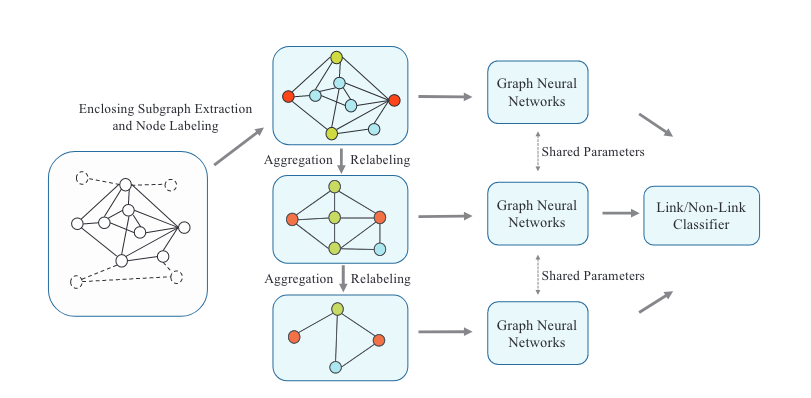 Enclosing Subgraph Extraction
and Node Labeling
Aggregation Relabeling
Aggregation Relabeling
Graph Neural
Networks
Shared Parameters
Graph Neural
Networks
Shared Parameters
Graph Neural
Networks
Link/Non-Link
Classifier